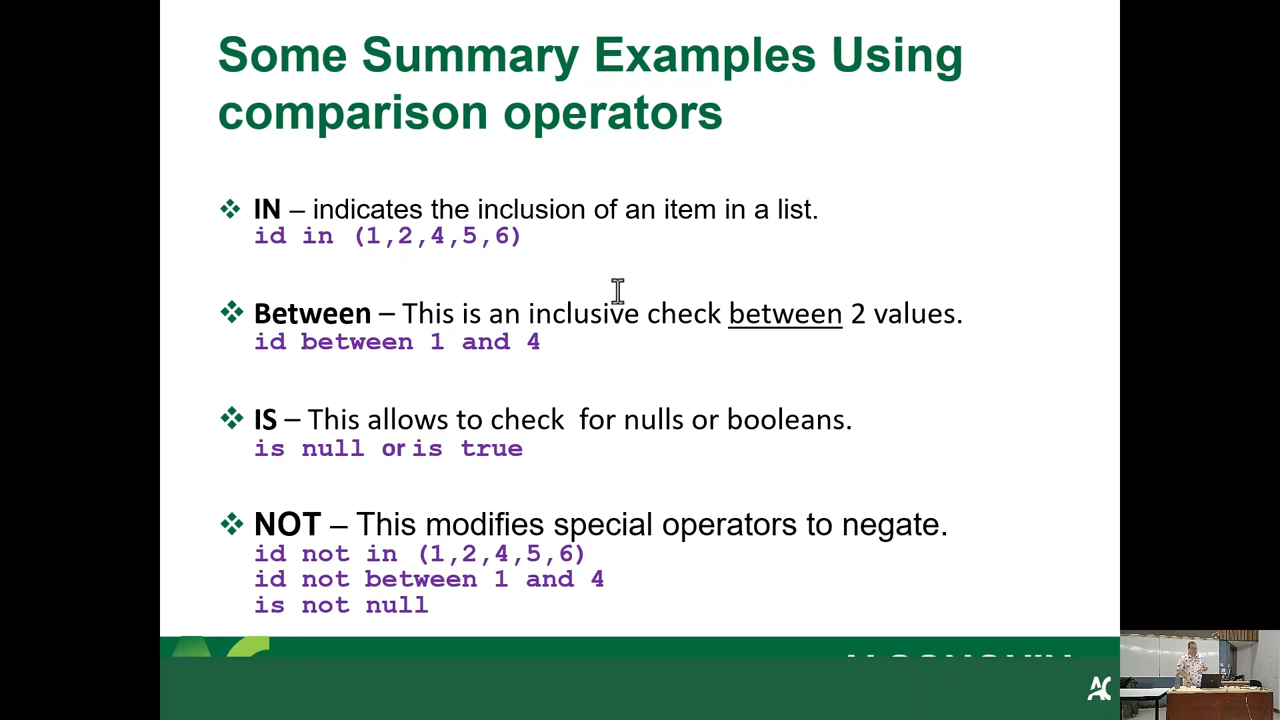 Some Summary Examples Using
comparison operators
❖ IN – indicates the inclusion of an item in a list.
id in (1,2,4,5,6)
❖ Between – This is an inclusive check between 2 values.
id between 1 and 4
❖ IS – This allows to check  for nulls or booleans.
is null or is true
❖ NOT – This modifies special operators to negate.
id not in (1,2,4,5,6)
id not between 1 and 4
is not null